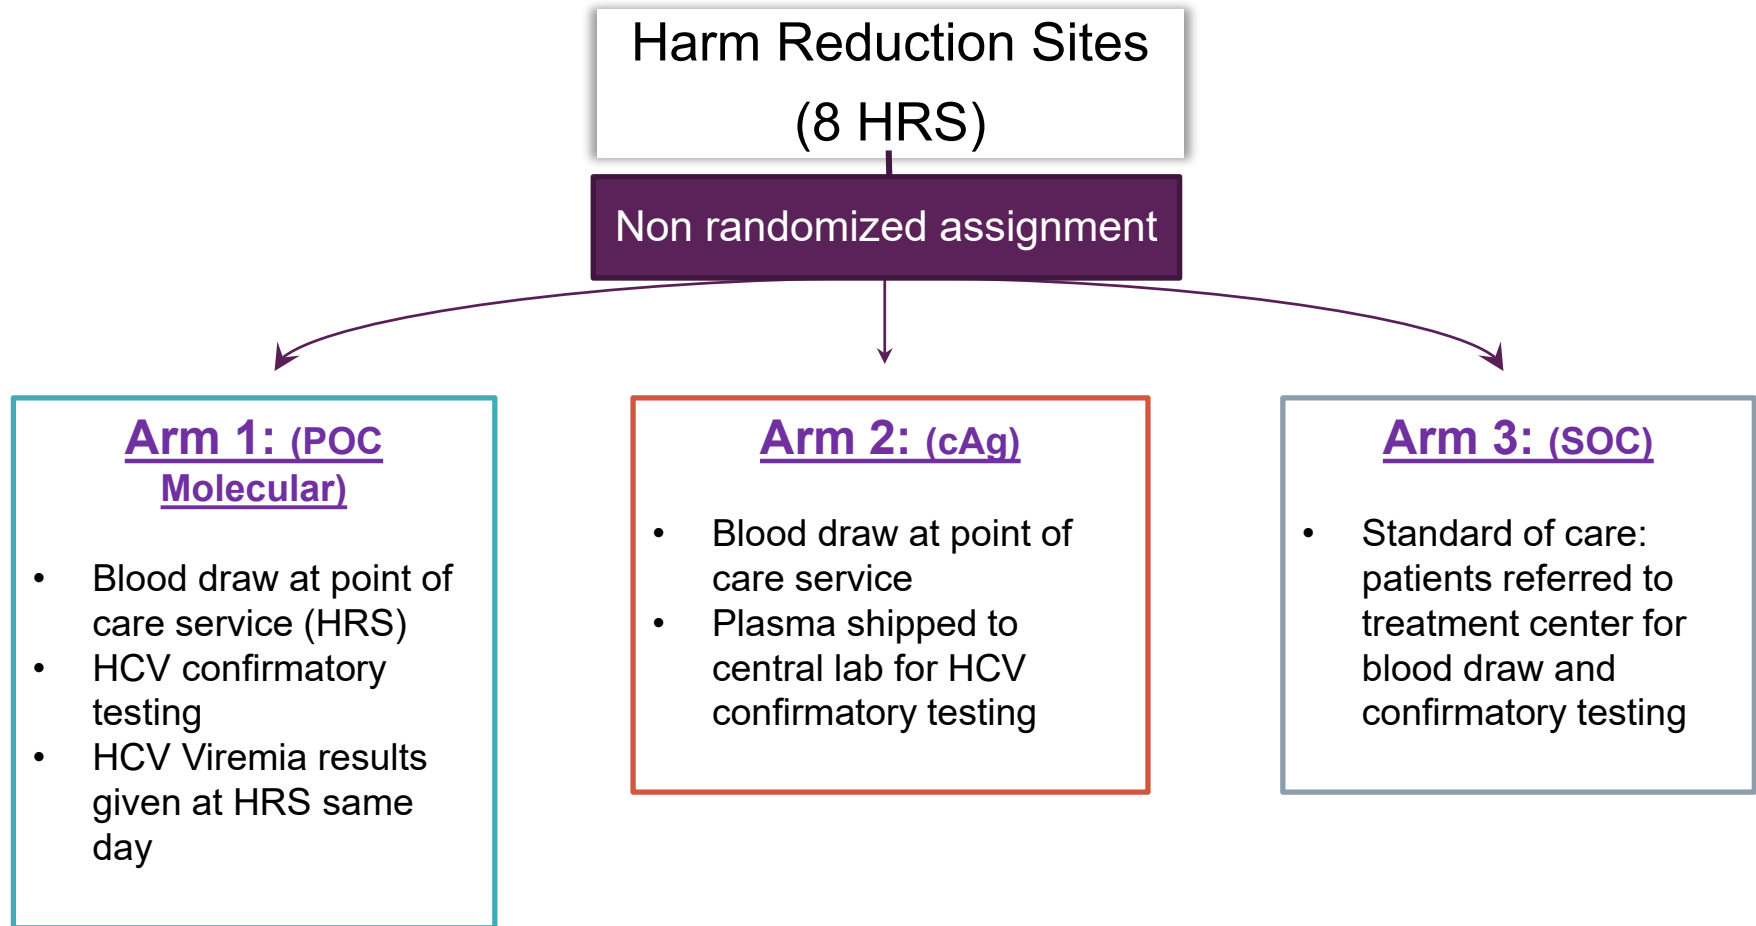 Harm Reduction Sites
(8 HRS)
Non randomized assignment
Arm 1: (POC
Molecular)
• Blood draw at point of
care service (HRS)
• HCV confirmatory
testing
• HCV Viremia results
given at HRS same
day
Arm 2: (cAg)
• Blood draw at point of
care service
• Plasma shipped to
central lab for HCV
confirmatory testing
Arm 3: (SOC)
• Standard of care:
patients referred to
treatment center for
blood draw and
confirmatory testing